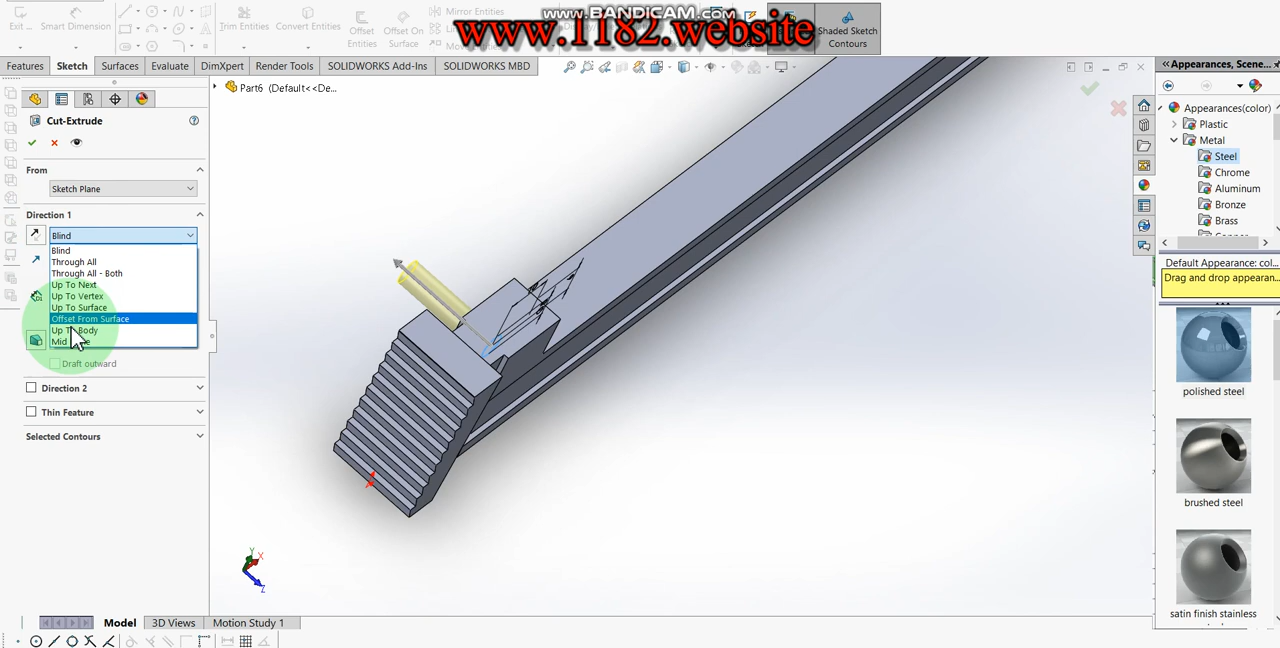 www.BANDICAM.com
www.1182.website
Exit
Smart Dimension
Trim Entities
Convert Entities
Offset Entities
Offset On Surface
Mirror Entities
Shaded Sketch Contours
Features
Sketch
Surfaces
Evaluate
DimXpert
Render Tools
SOLIDWORKS Add-Ins
SOLIDWORKS MBD
Part6 (Default<<De...
Cut-Extrude
From
Sketch Plane
Direction 1
Blind
Blind
Through All
Through All - Both
Up To Next
Up To Vertex
Up To Surface
Offset From Surface
Up To Body
Mid
Draft outward
Direction 2
Thin Feature
Selected Contours
Y
X
Z
Model
3D Views
Motion Study 1
Appearances, Scene...
Appearances(color)
Plastic
Metal
Steel
Chrome
Aluminum
Bronze
Brass
Default Appearance: col...
Drag and drop appearan...
polished steel
brushed steel
satin finish stainless